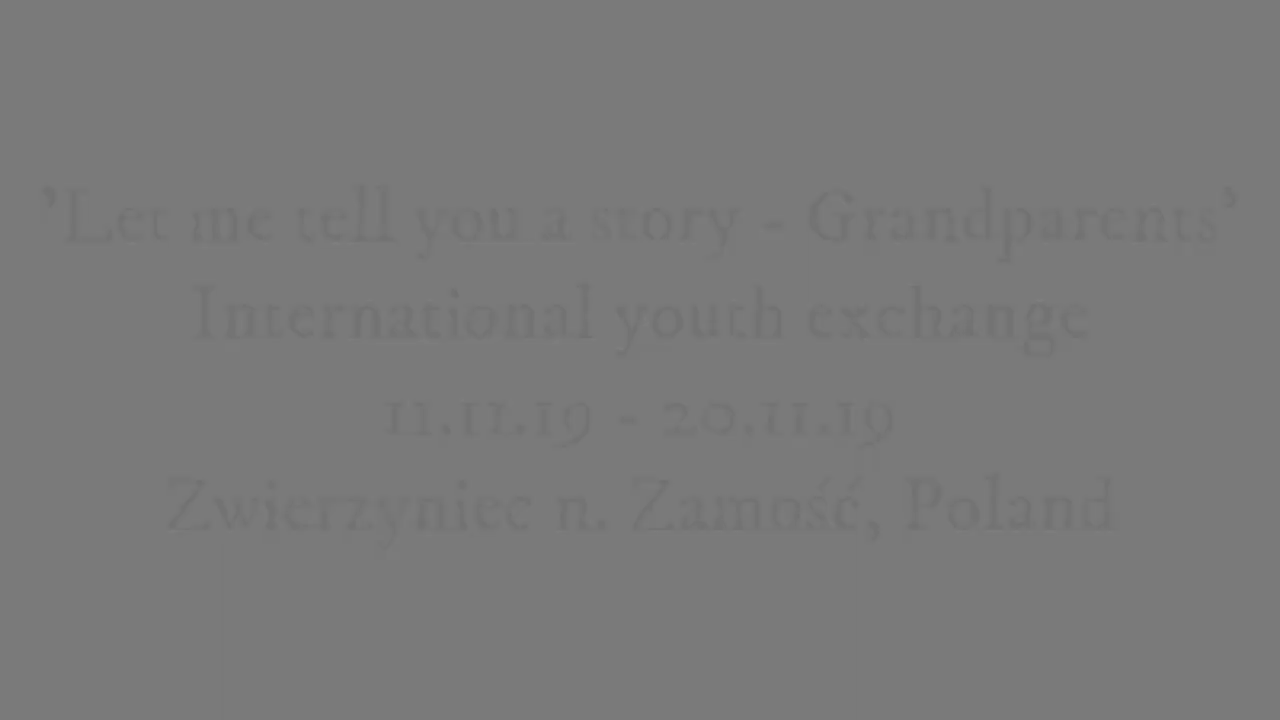 ’Let me tell you a story - Grandparents’
International youth exchange
11.11.19 - 20.11.19
Zwierzyniec n. Zamość, Poland